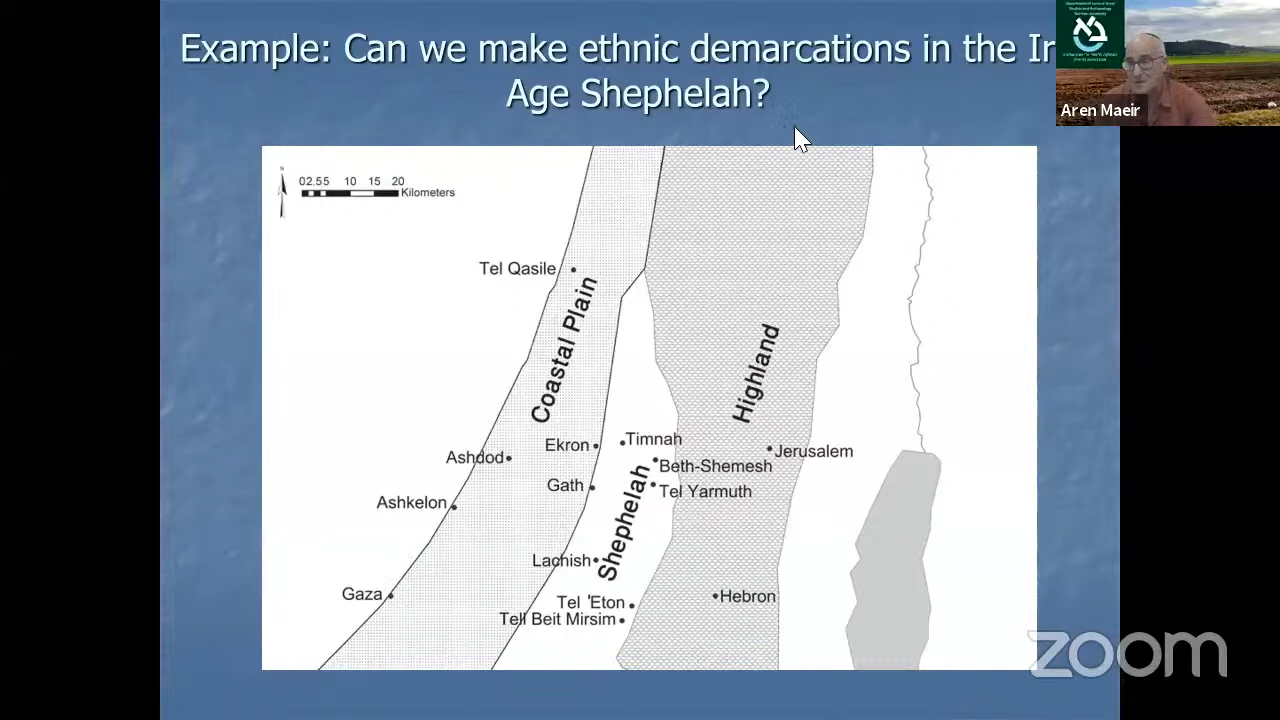 Example: Can we make ethnic demarcations in the Ir
Age Shephelah?
Aren Maeir
N
02.55 10 15 20
Kilometers
Tel Qasile
Coastal Plain
Highland
Ekron
Timnah
Jerusalem
Ashdod
Beth-Shemesh
Gath
Tel Yarmuth
Ashkelon
Shephelah
Lachish
Gaza
Tel 'Eton
Hebron
Tell Beit Mirsim
zoom